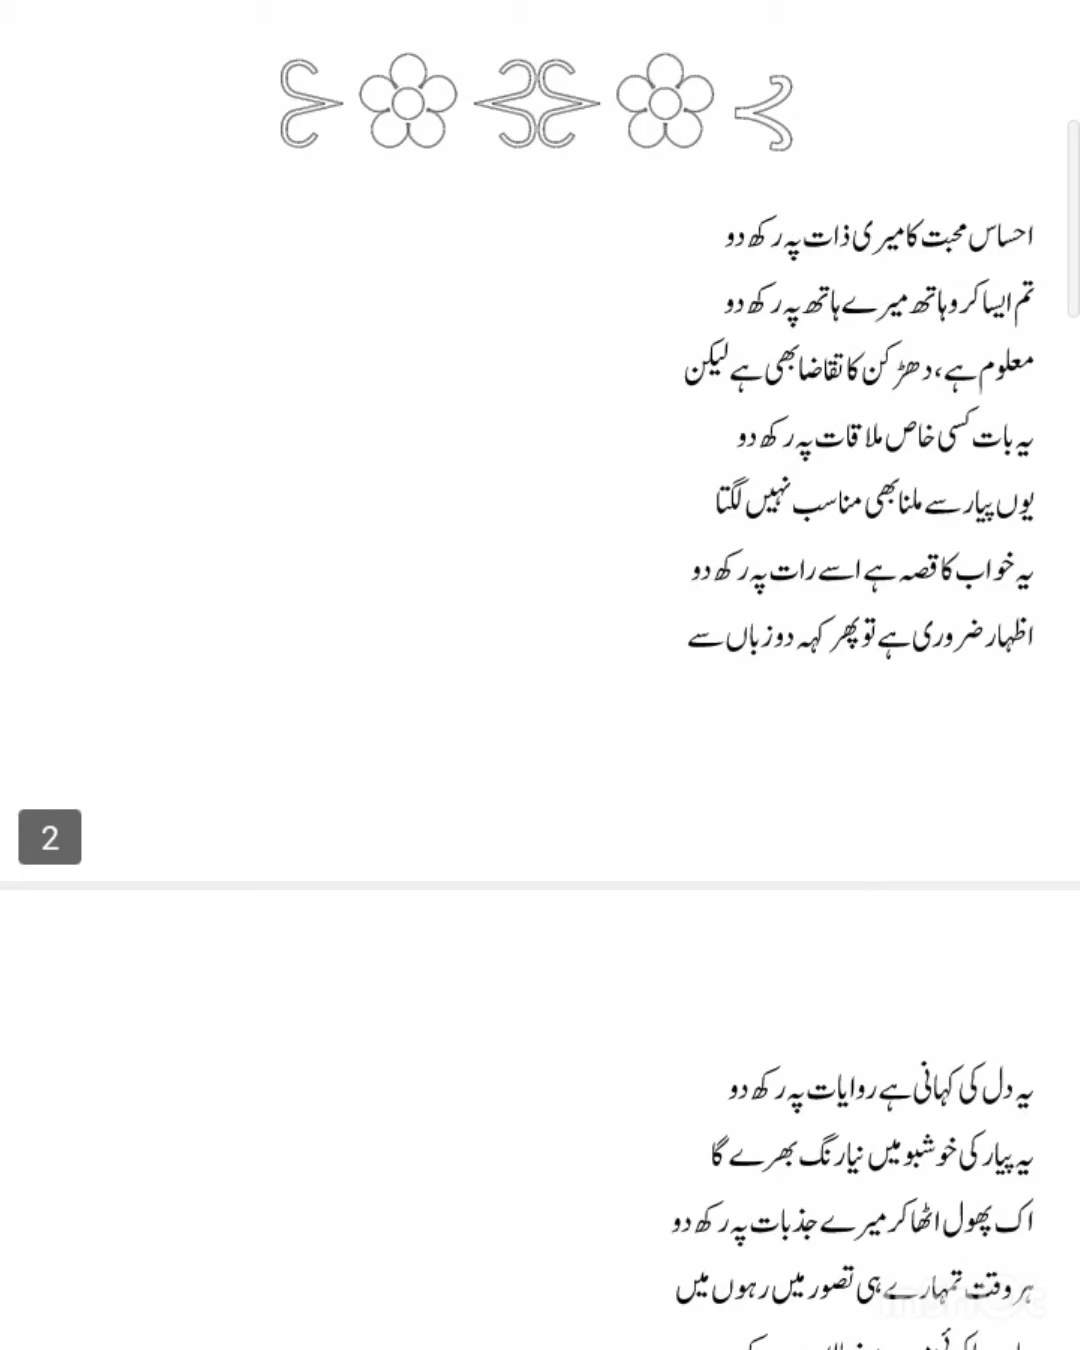 احساس محبت کا میری ذات پہ رکھ دو
تم ایسا کرو ہاتھ میرے ہاتھ پہ رکھ دو
معلوم ہے، دھڑکن کا تقاضا بھی ہے لیکن
یہ بات کسی خاص ملاقات پہ رکھ دو
یوں پیار سے ملنا بھی مناسب نہیں لگتا
یہ خواب کا قصہ ہے اسے رات پہ رکھ دو
اظہار ضروری ہے تو پھر کہہ دو زباں سے
2
یہ دل کی کہانی ہے روایات پہ رکھ دو
یہ پیار کی خوشبو میں نیا رنگ بھرے گا
اک پھول اٹھا کر میرے جذبات پہ رکھ دو
ہر وقت تمہارے ہی تصور میں رہوں میں